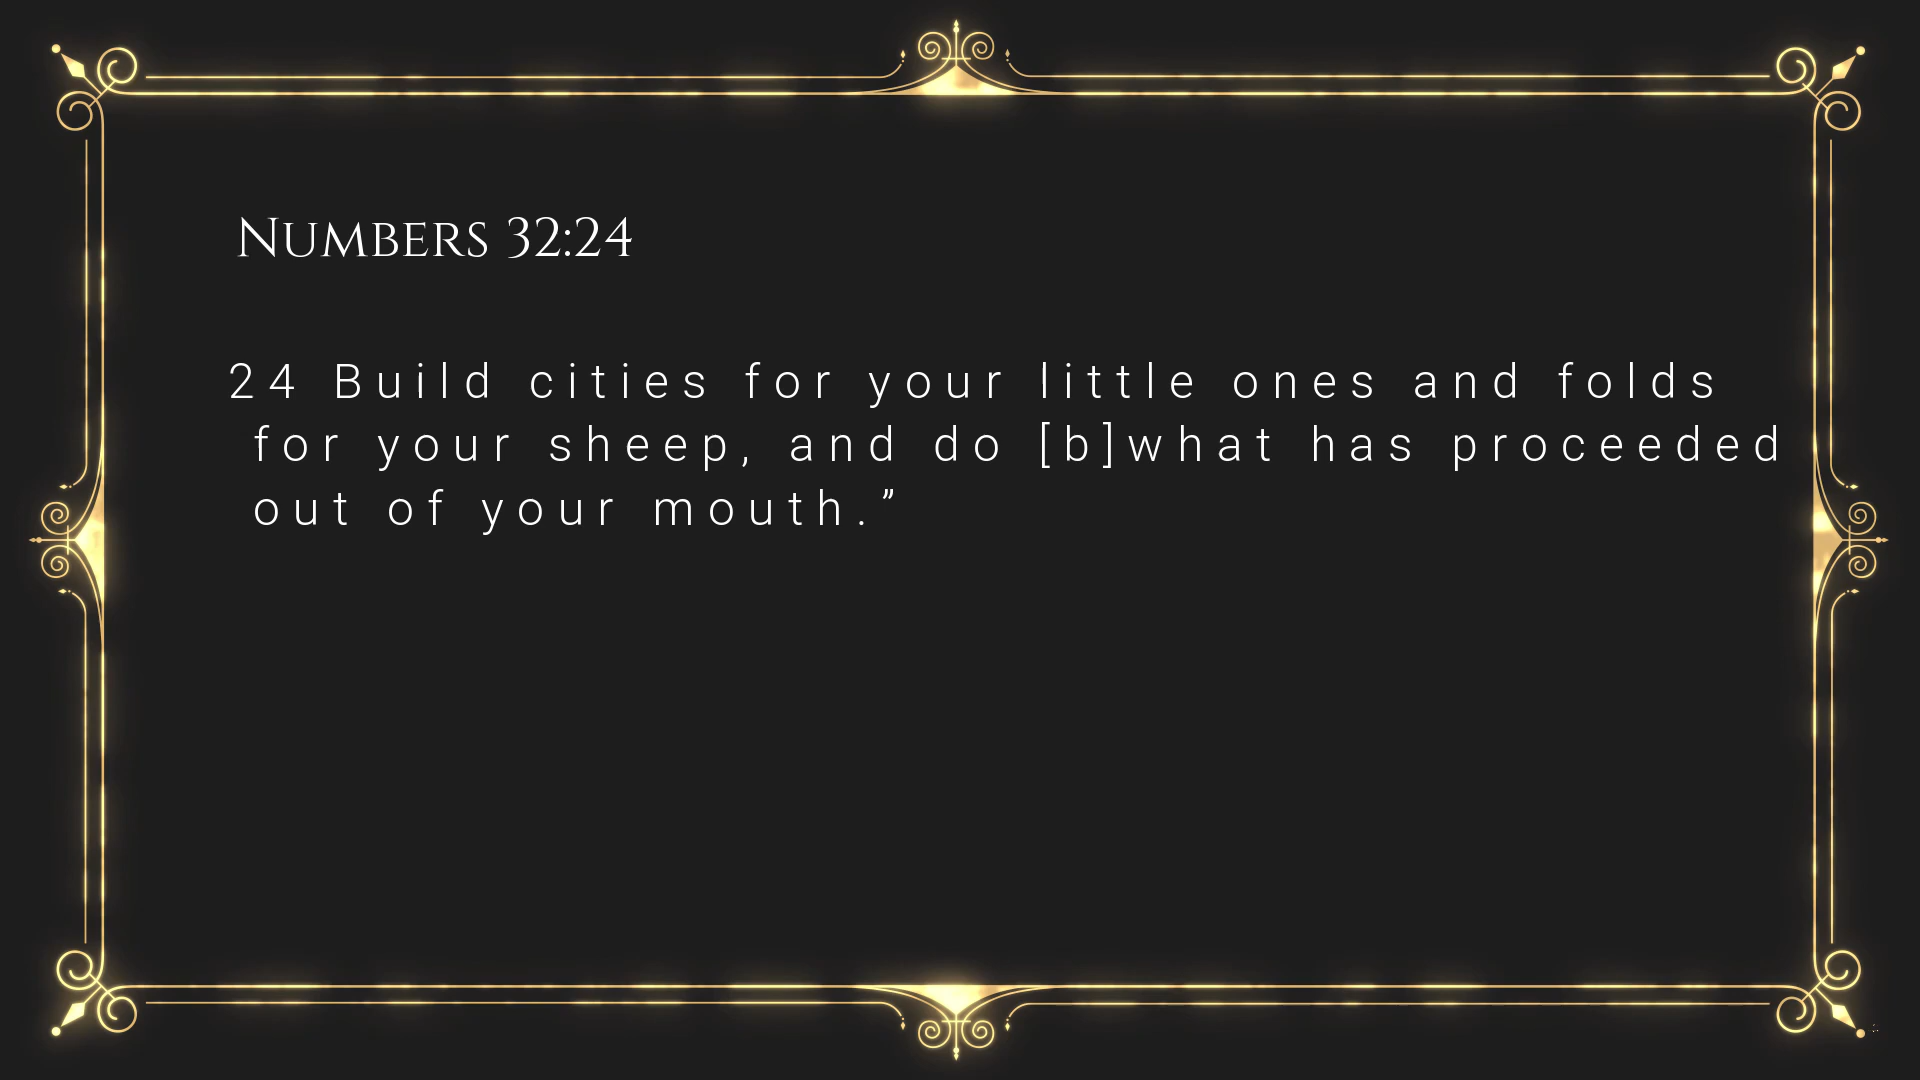 Numbers 32:24
24 Build cities for your little ones and folds
for your sheep, and do [b]what has proceeded
out of your mouth.”